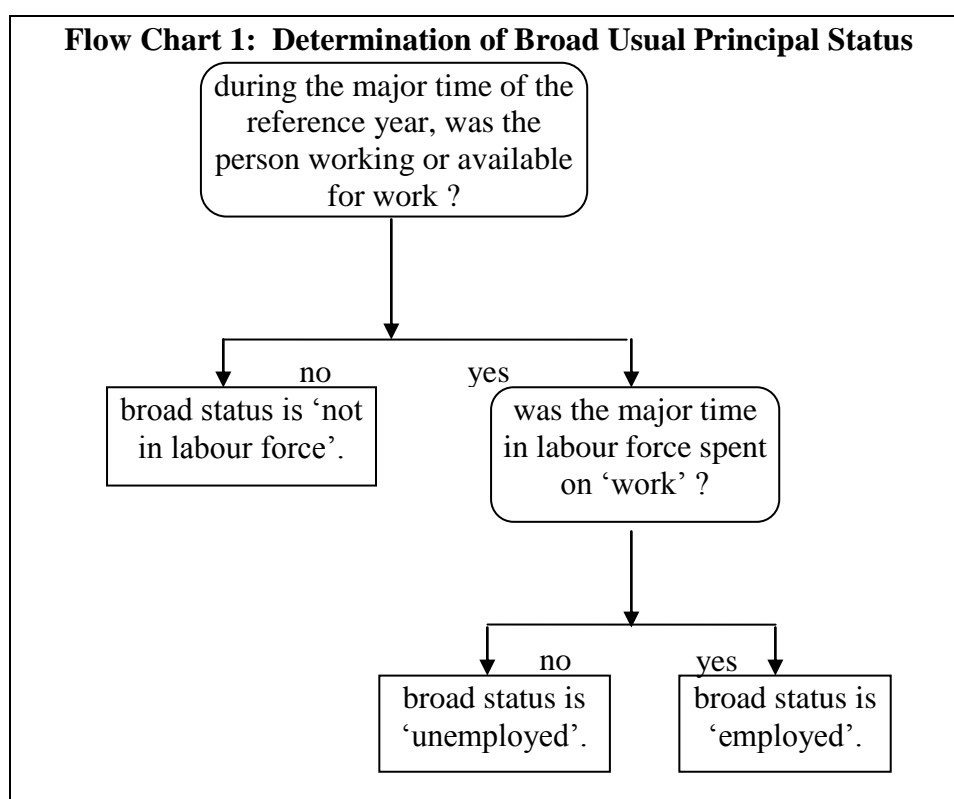 Flow Chart 1: Determination of Broad Usual Principal Status
during the major time of the
reference year, was the
person working or available
for work ?
no
yes
broad status is ‘not
in labour force’.
was the major time
in labour force spent
on ‘work’ ?
no
yes
broad status is
‘unemployed’.
broad status is
‘employed’.